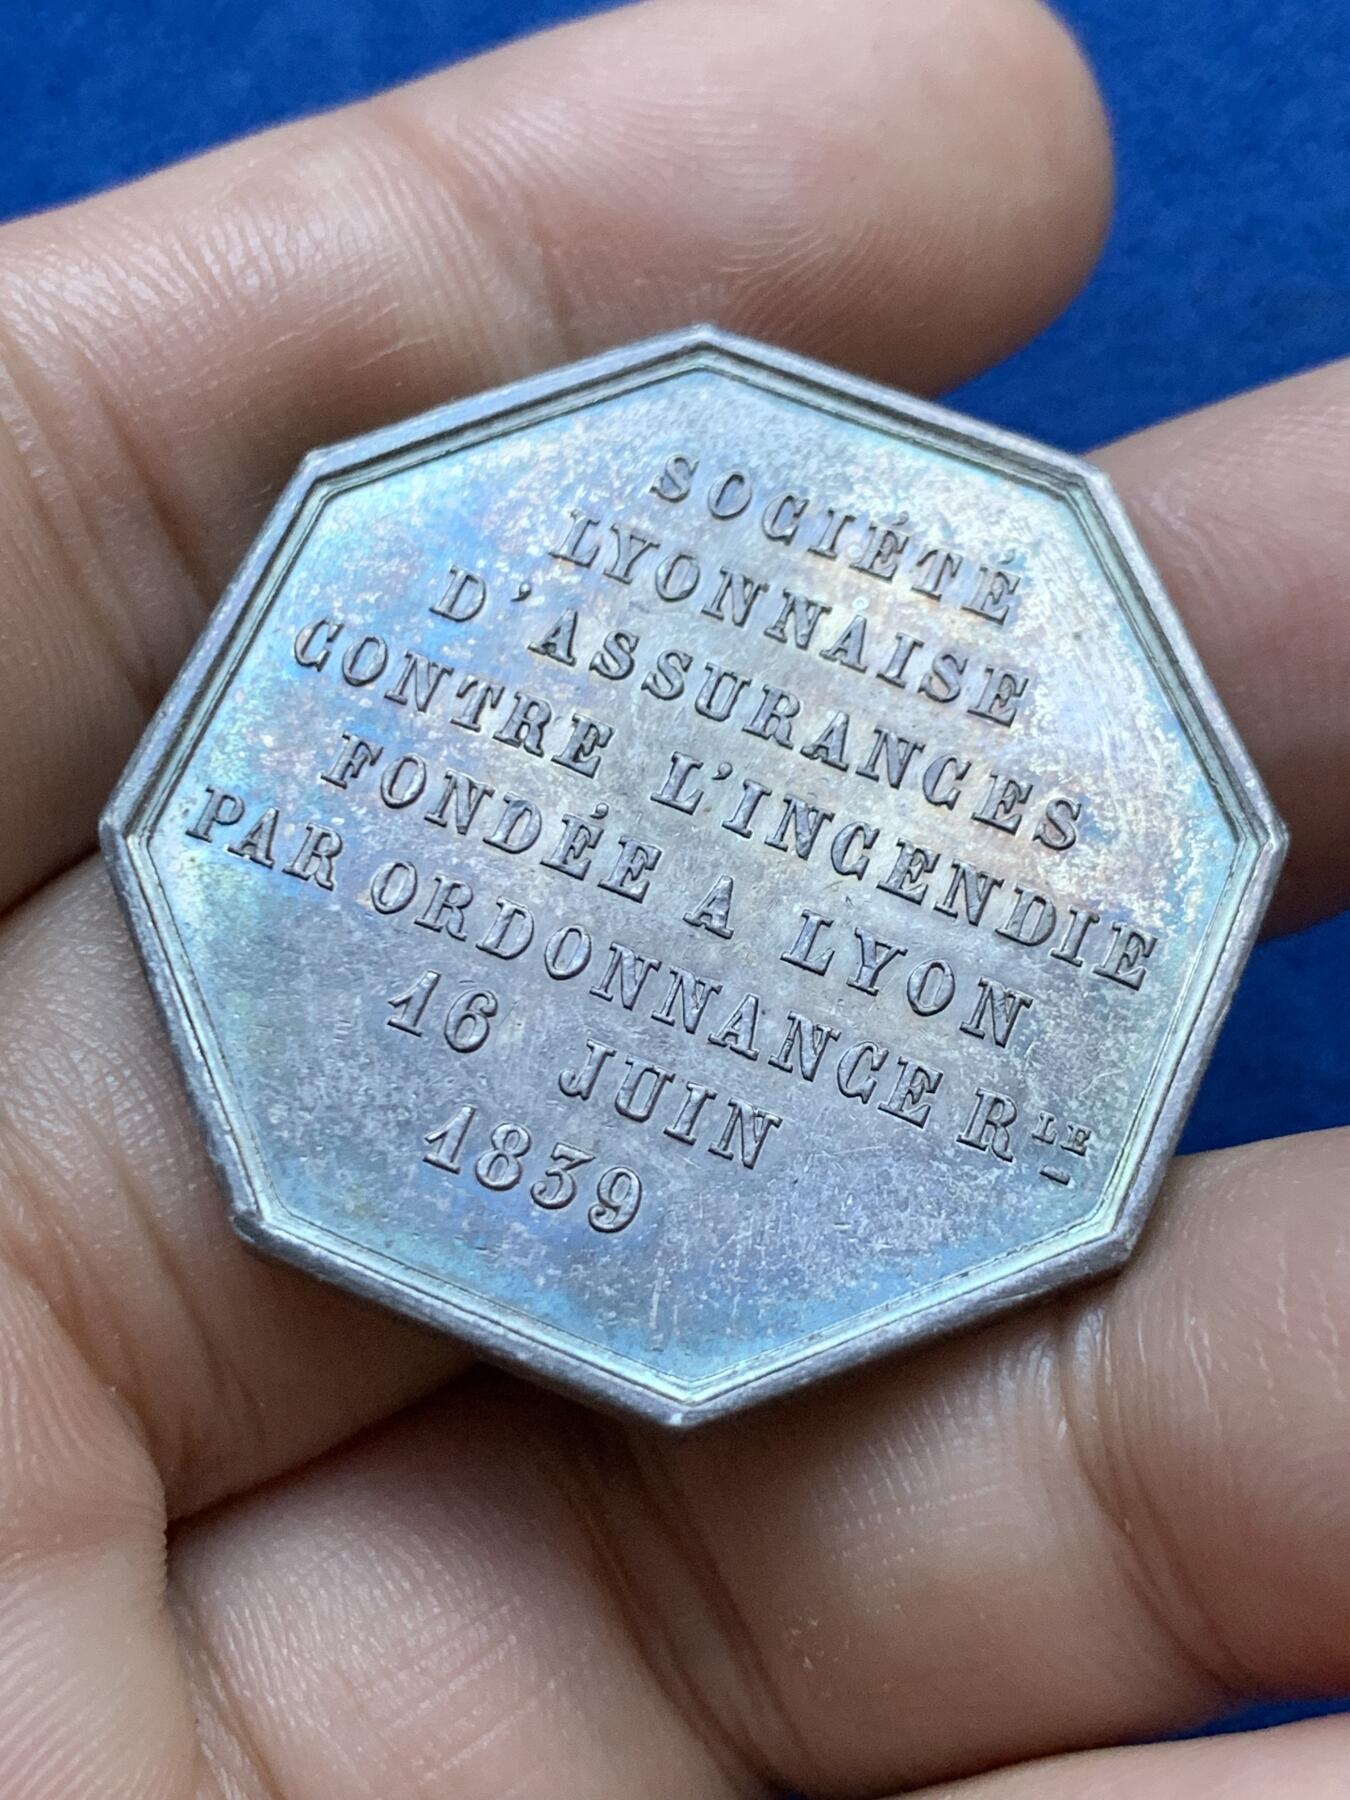 SOCIÉTÉ
LYONNAISE
D'ASSURANCES
CONTRE L'INCENDIE
FONDÉE A LYON
PAR ORDONNANCE RLE
16 JUIN
1839